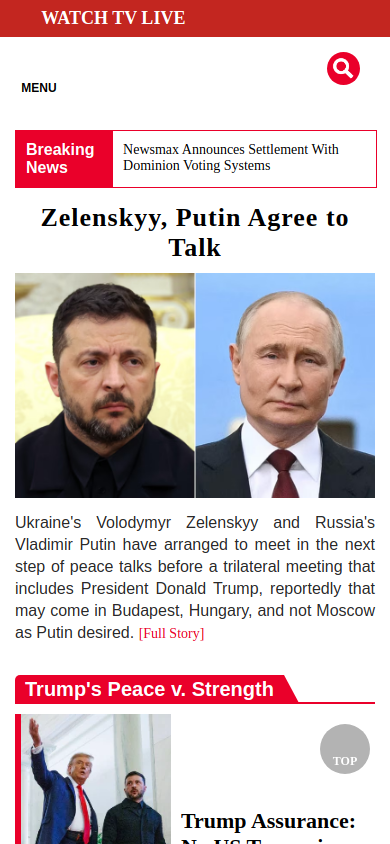 WATCH TV LIVE
MENU
Breaking
News
Newsmax Announces Settlement With
Dominion Voting Systems
Zelenskyy, Putin Agree to
Talk
Ukraine's Volodymyr Zelenskyy and Russia's
Vladimir Putin have arranged to meet in the next
step of peace talks before a trilateral meeting that
includes President Donald Trump, reportedly that
may come in Budapest, Hungary, and not Moscow
as Putin desired. [Full Story]
Trump's Peace v. Strength
TOP
Trump Assurance: